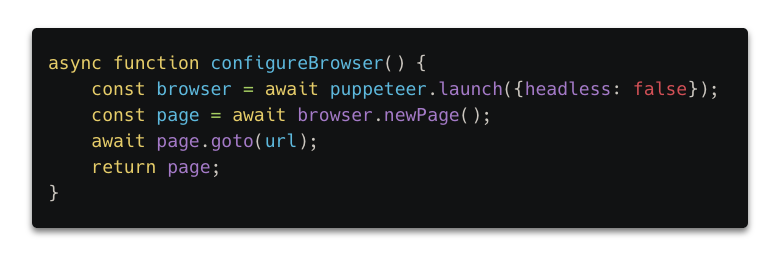 async function configureBrowser() {
    const browser = await puppeteer.launch({headless: false});
    const page = await browser.newPage();
    await page.goto(url);
    return page;
}